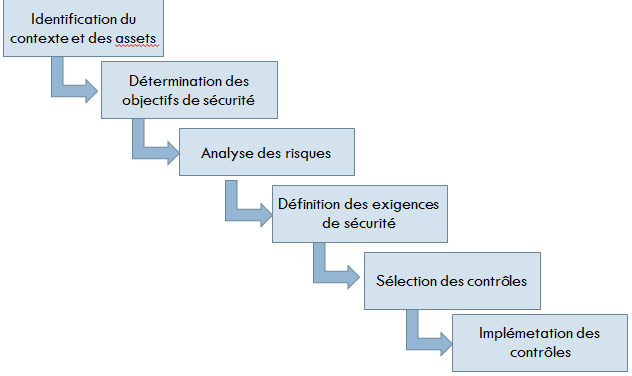 Identification du
contexte et des assets
Détermination des
objectifs de sécurité
Analyse des risques
Définition des exigences
de sécurité
Sélection des contrôles
Implémetation des
contrôles